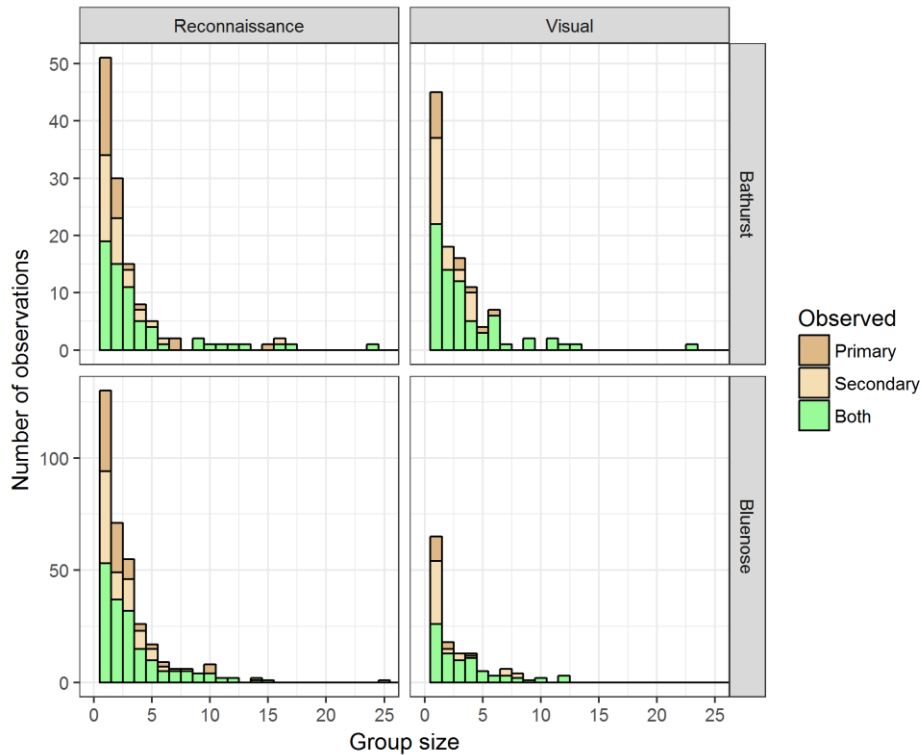 Reconnaissance
Visual
Number of observations
50
40
30
20
10
0
Bathurst
100
50
0
Bluenose
0 5 10 15 20 25
0 5 10 15 20 25
Group size
Observed
Primary
Secondary
Both